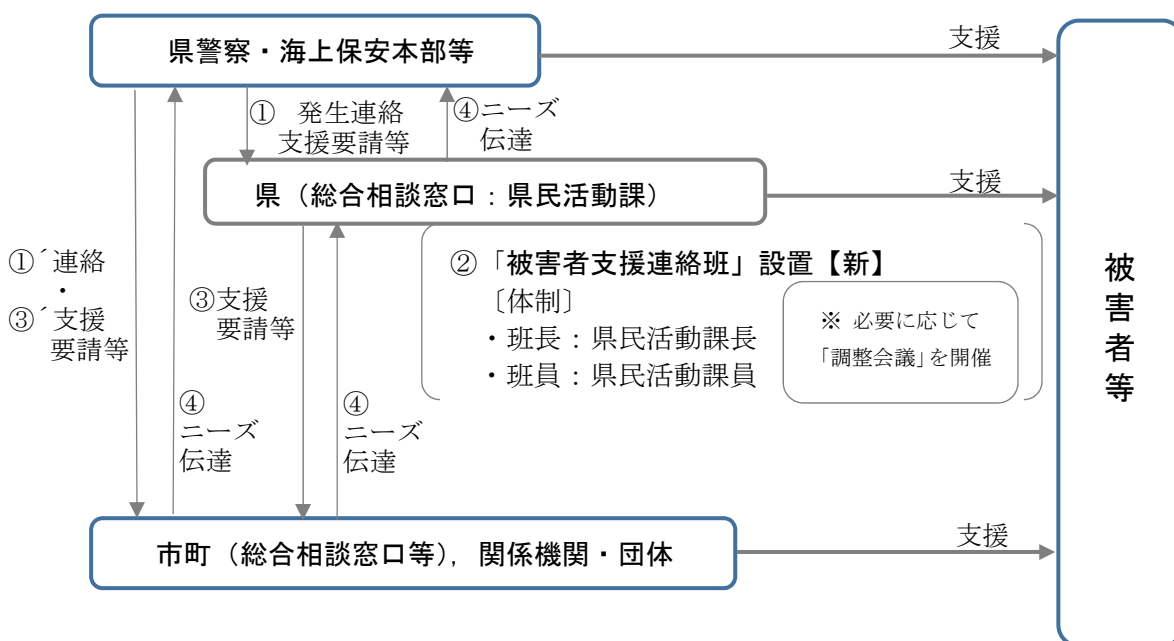 県警察・海上保安本部等
支援
① 発生連絡
支援要請等
④ニーズ
伝達
県（総合相談窓口：県民活動課）
支援
①´連絡
・
③´支援
要請等
③支援
要請等
②「被害者支援連絡班」設置【新】
〔体制〕
・班長：県民活動課長
・班員：県民活動課員
※ 必要に応じて
「調整会議」を開催
④
ニーズ
伝達
④
ニーズ
伝達
市町（総合相談窓口等），関係機関・団体
支援
被害者等